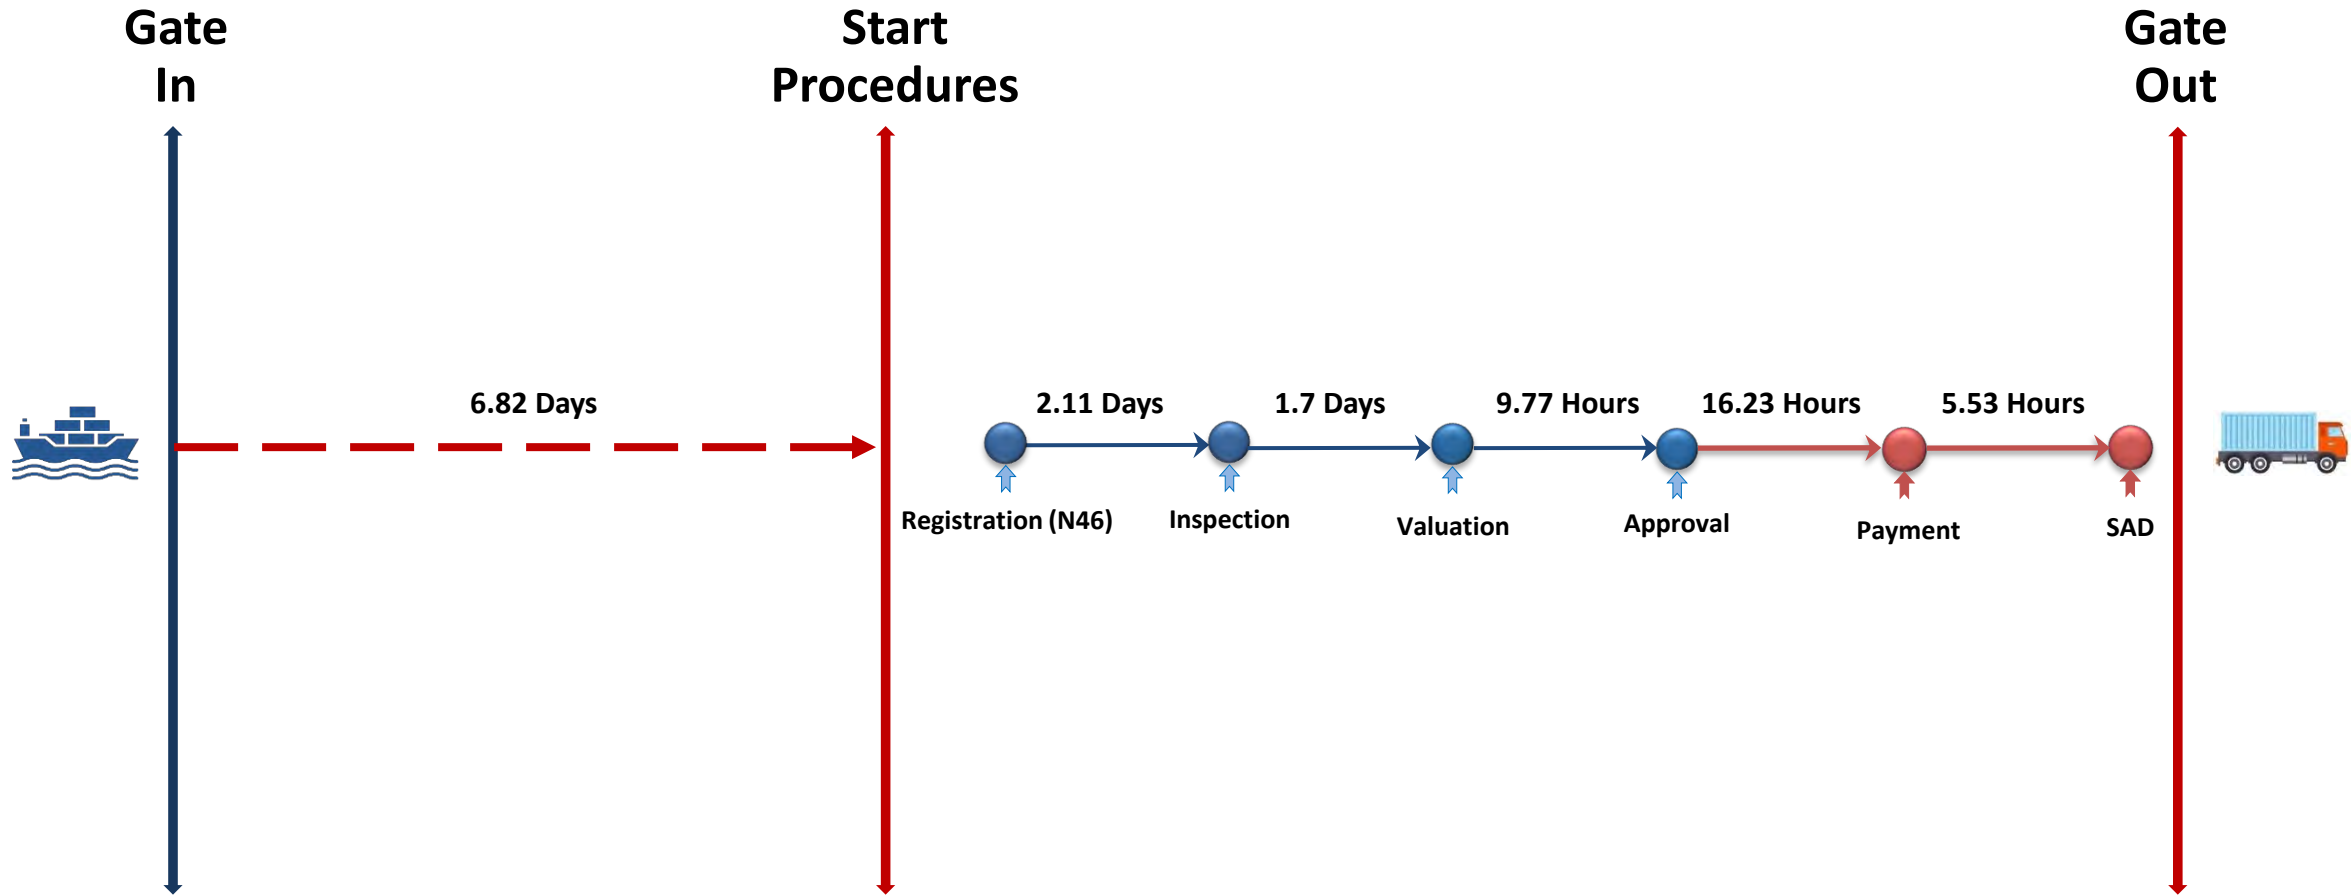 Gate
In
Start
Procedures
Gate
Out
6.82 Days
2.11 Days
1.7 Days
9.77 Hours
16.23 Hours
5.53 Hours
Registration (N46)
Inspection
Valuation
Approval
Payment
SAD